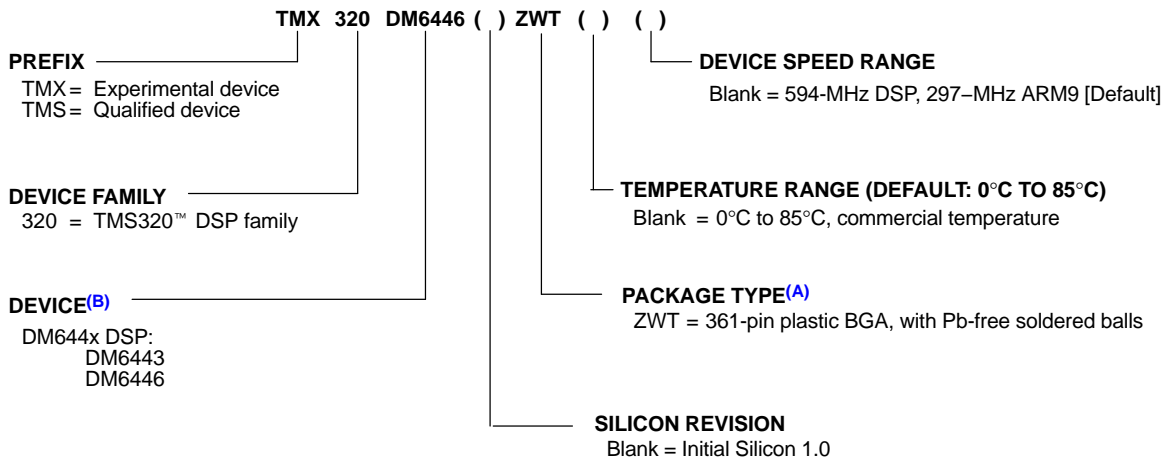 TMX 320 DM6446 ( ) ZWT ( ) ( )
PREFIX
TMX = Experimental device
TMS = Qualified device
DEVICE SPEED RANGE
Blank = 594-MHz DSP, 297−MHz ARM9 [Default]
DEVICE FAMILY
320 = TMS320™ DSP family
TEMPERATURE RANGE (DEFAULT: 0°C TO 85°C)
Blank = 0°C to 85°C, commercial temperature
DEVICE(B)
DM644x DSP:
DM6443
DM6446
PACKAGE TYPE(A)
ZWT = 361-pin plastic BGA, with Pb-free soldered balls
SILICON REVISION
Blank = Initial Silicon 1.0